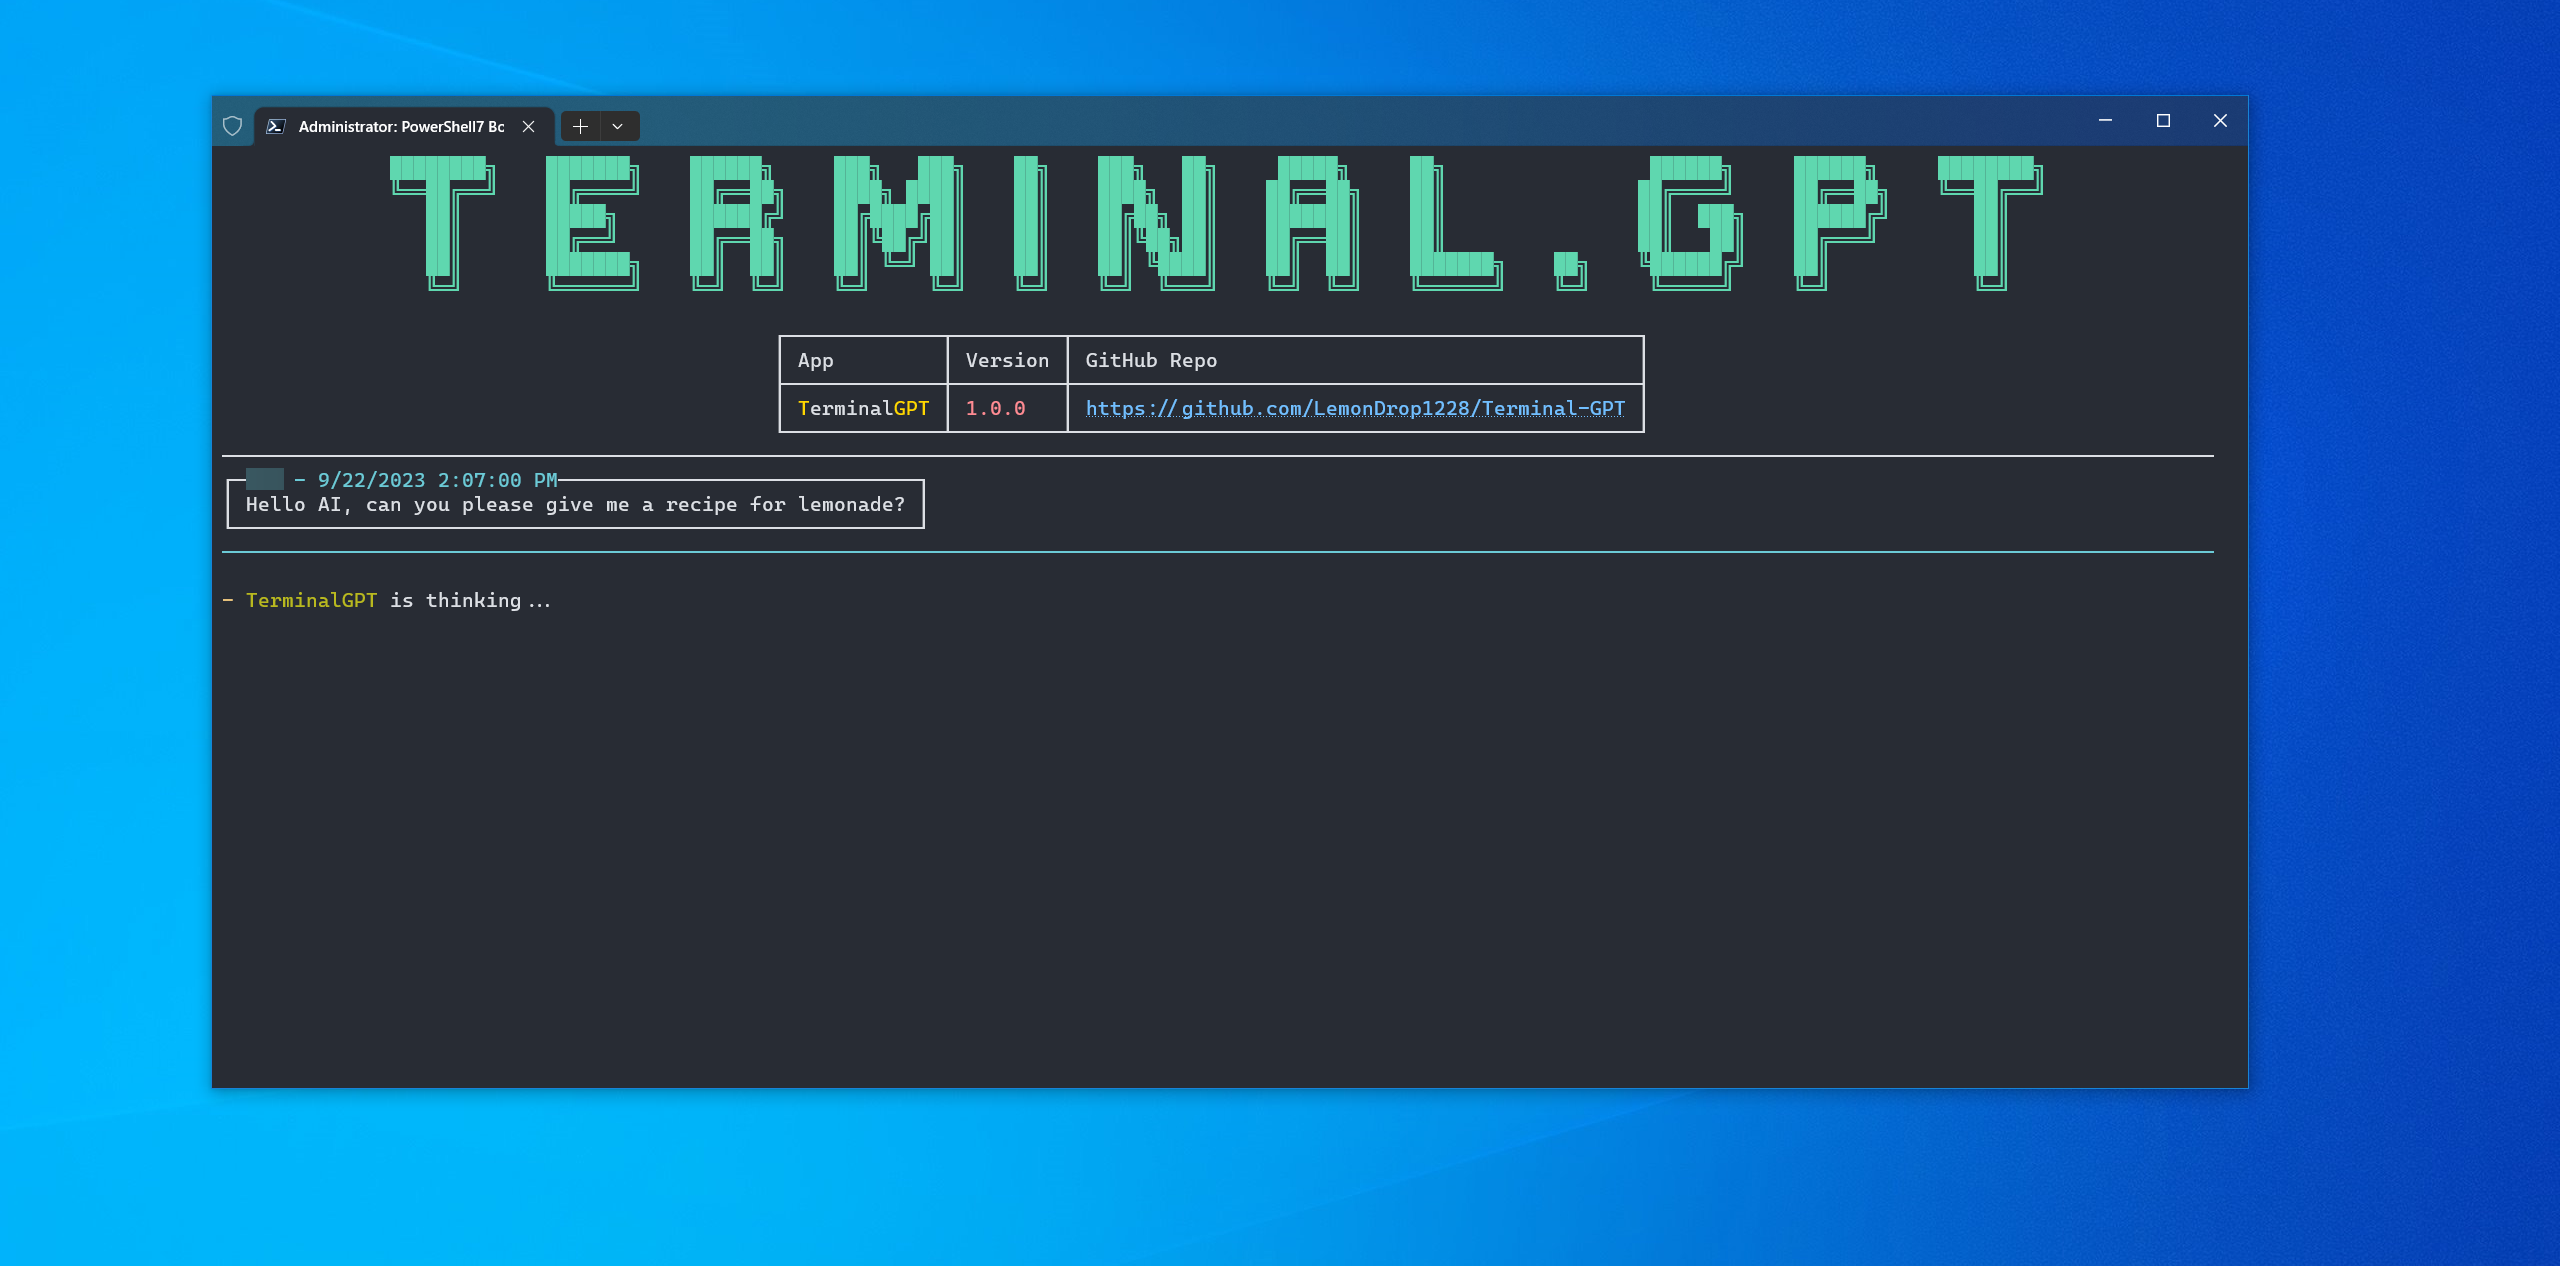 Administrator: PowerShell7 Bc
TERMINAL.GPT
App Version GitHub Repo
TerminalGPT 1.0.0 https://github.com/LemonDrop1228/Terminal-GPT
- 9/22/2023 2:07:00 PM
Hello AI, can you please give me a recipe for lemonade?
- TerminalGPT is thinking...